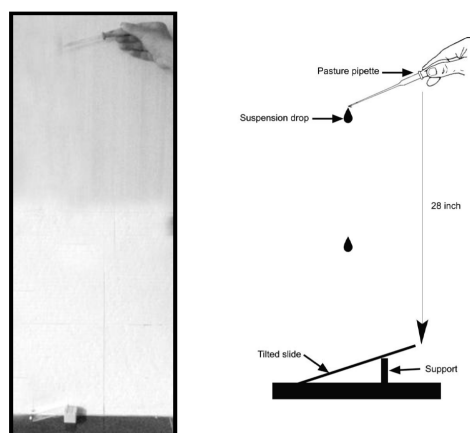 Pasture pipette
Suspension drop
28 inch
Tilted slide
Support